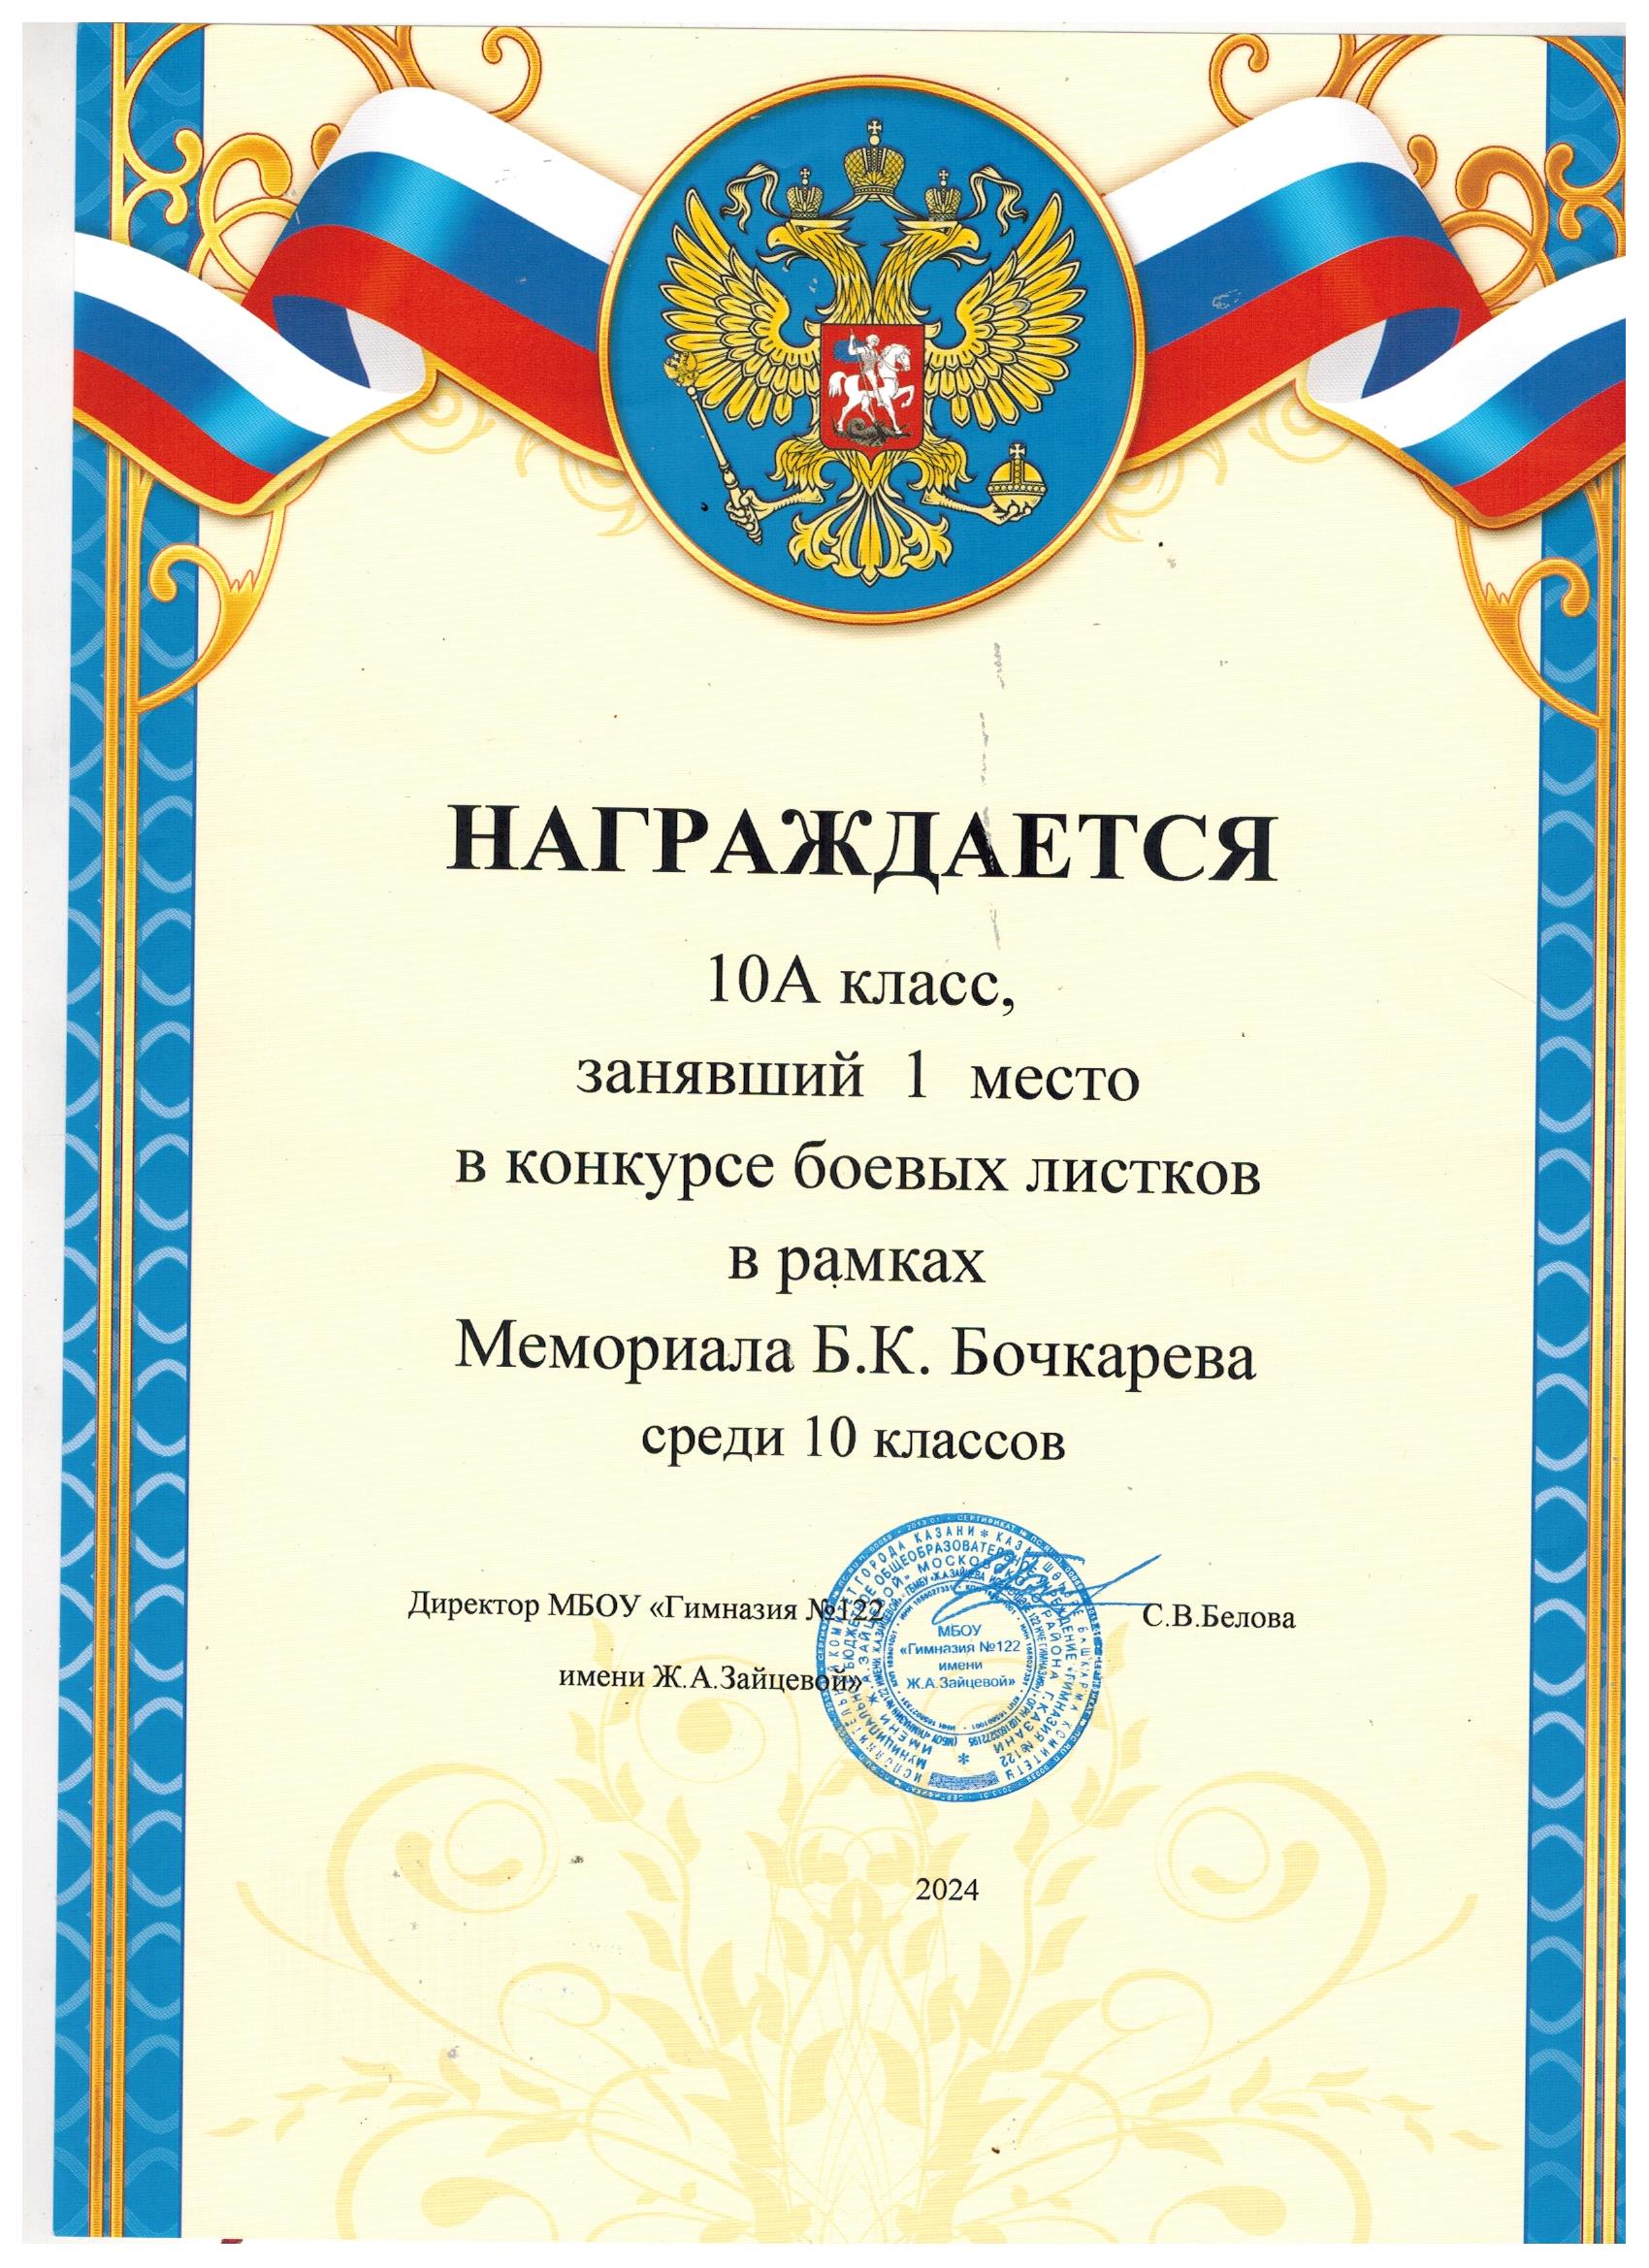 НАГРАЖДАЕТСЯ
10А класс,
занявший 1 место
в конкурсе боевых листков
в рамках
Мемориала Б.К. Бочкарева
среди 10 классов
Директор МБОУ «Гимназия №122
С.В.Белова
имени Ж.А.Зайцевой»
МБОУ
«Гимназия №122
имени
Ж.А.Зайцевой»
2024